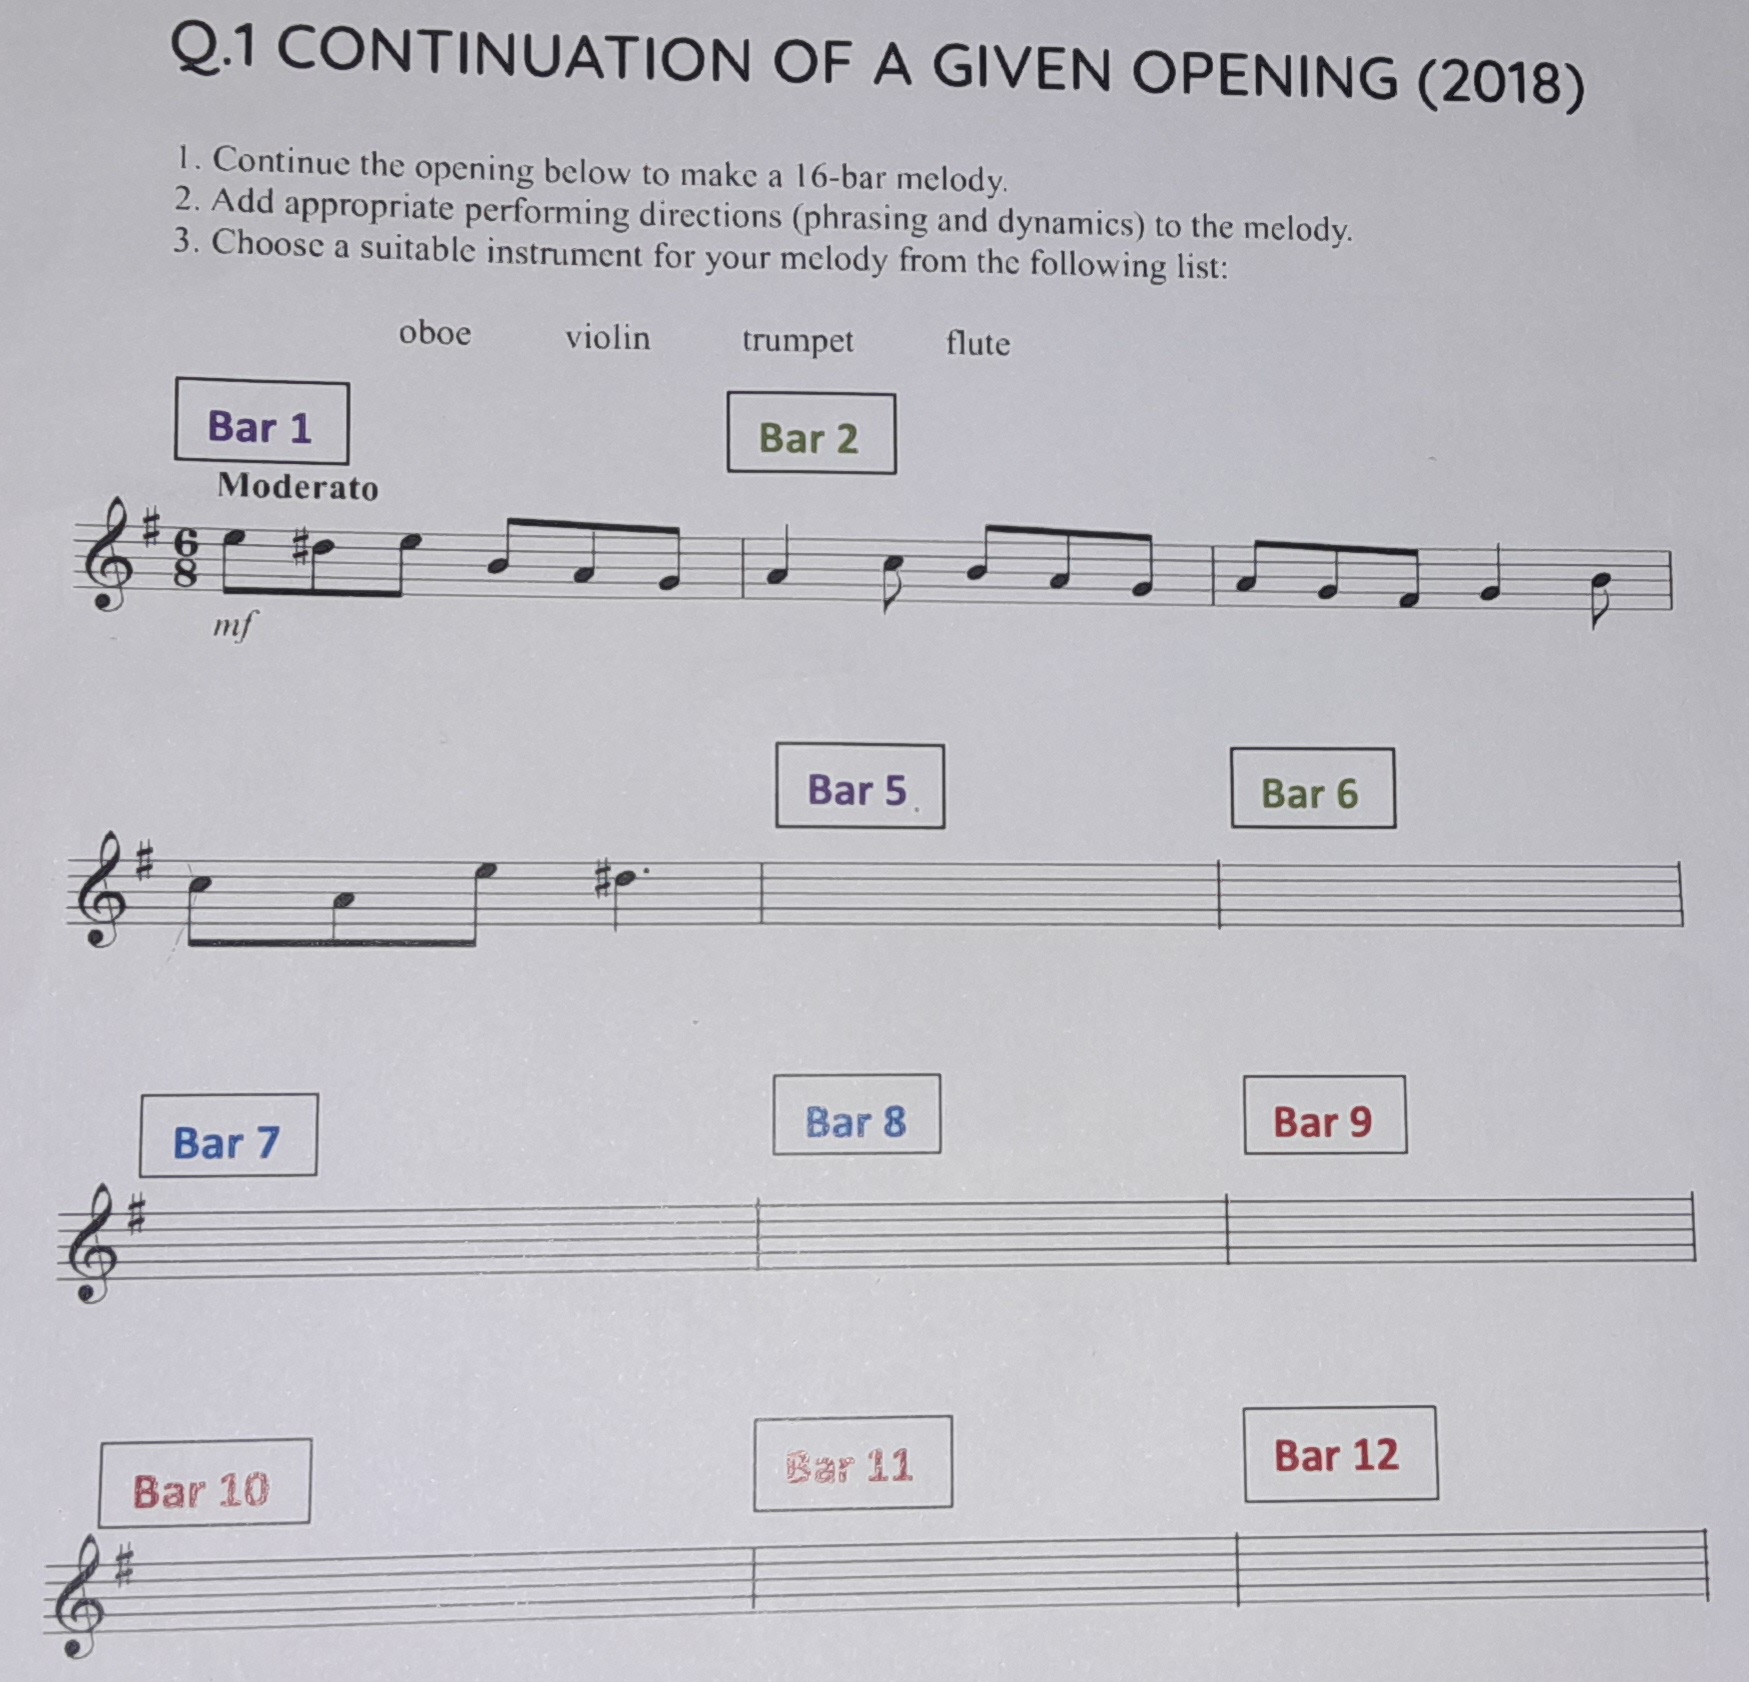 Q.1 CONTINUATION OF A GIVEN OPENING (2018)
1. Continue the opening below to make a 16-bar melody.
2. Add appropriate performing directions (phrasing and dynamics) to the melody.
3. Choose a suitable instrument for your melody from the following list:
oboe violin trumpet flute
Bar 1 Bar 2
Moderato
6
8
mf
Bar 5 Bar 6
Bar 7 Bar 8 Bar 9
Bar 10 Bar 11 Bar 12